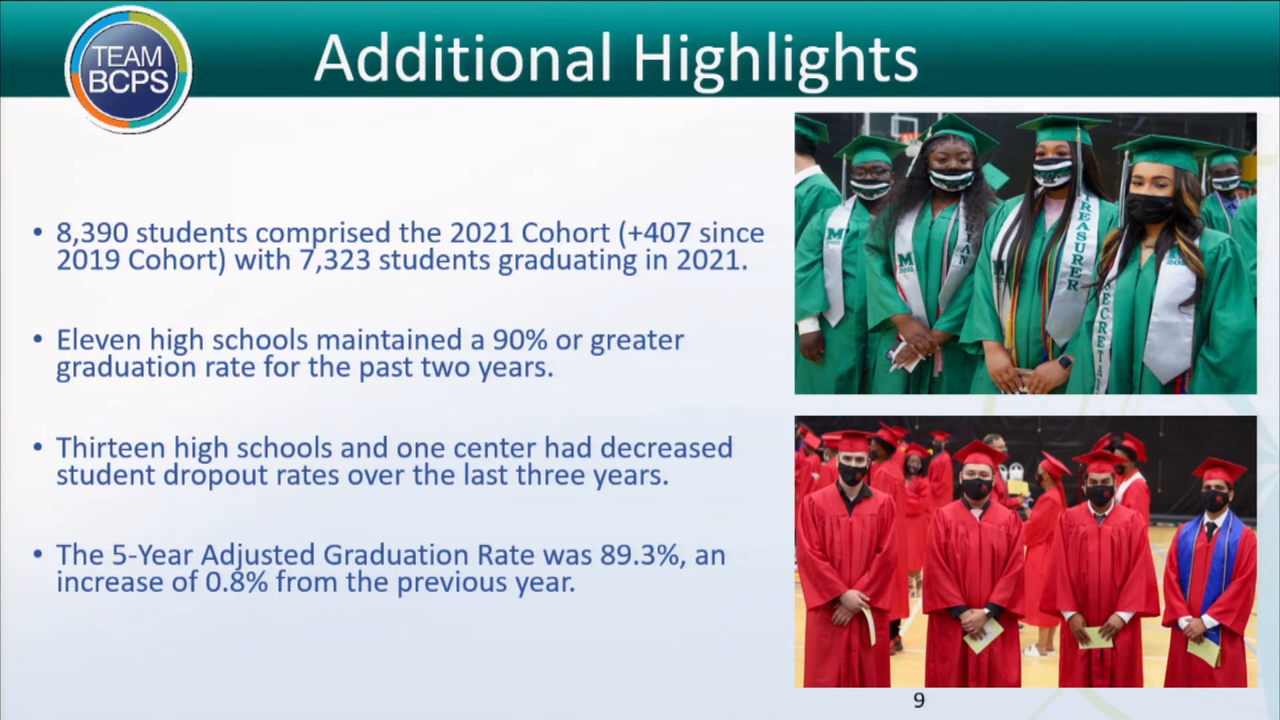 TEAM
BCPS
Additional Highlights
• 8,390 students comprised the 2021 Cohort (+407 since
2019 Cohort) with 7,323 students graduating in 2021.
• Eleven high schools maintained a 90% or greater
graduation rate for the past two years.
• Thirteen high schools and one center had decreased
student dropout rates over the last three years.
• The 5-Year Adjusted Graduation Rate was 89.3%, an
increase of 0.8% from the previous year.
M
2021
M
2021
TREASURER
9